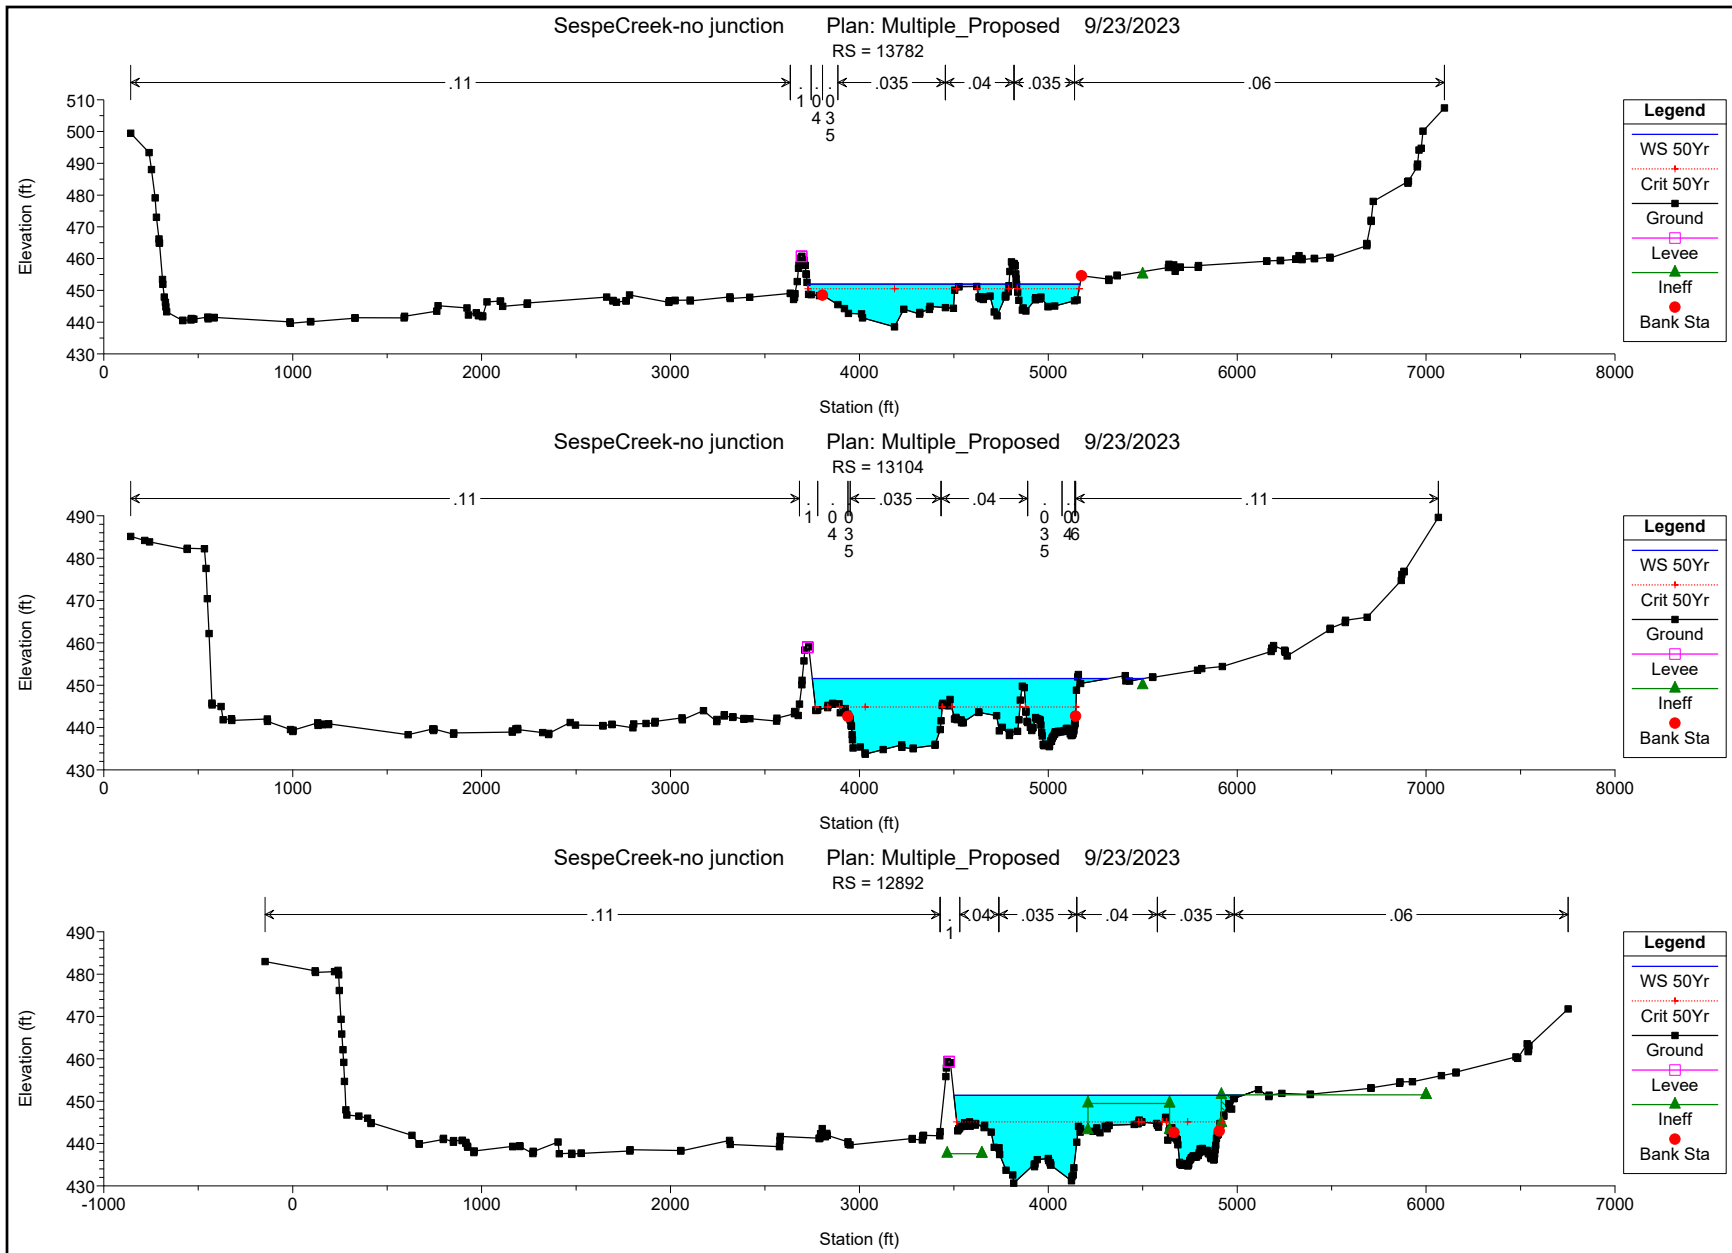 SespeCreek-no junction Plan: Multiple_Proposed 9/23/2023
RS = 13782
.11 .1 .04 .035 .035 .04 .035 .06
510
500
490
480
470
460
450
440
430
Elevation (ft)
0 1000 2000 3000 4000 5000 6000 7000 8000
Station (ft)
Legend
WS 50Yr
Crit 50Yr
Ground
Levee
Ineff
Bank Sta
SespeCreek-no junction Plan: Multiple_Proposed 9/23/2023
RS = 13104
.11 .1 .04 .035 .035 .04 .035 .04 .06 .11
490
480
470
460
450
440
430
Elevation (ft)
0 1000 2000 3000 4000 5000 6000 7000 8000
Station (ft)
Legend
WS 50Yr
Crit 50Yr
Ground
Levee
Ineff
Bank Sta
SespeCreek-no junction Plan: Multiple_Proposed 9/23/2023
RS = 12892
.11 .1 .04 .035 .04 .035 .06
490
480
470
460
450
440
430
Elevation (ft)
-1000 0 1000 2000 3000 4000 5000 6000 7000
Station (ft)
Legend
WS 50Yr
Crit 50Yr
Ground
Levee
Ineff
Bank Sta